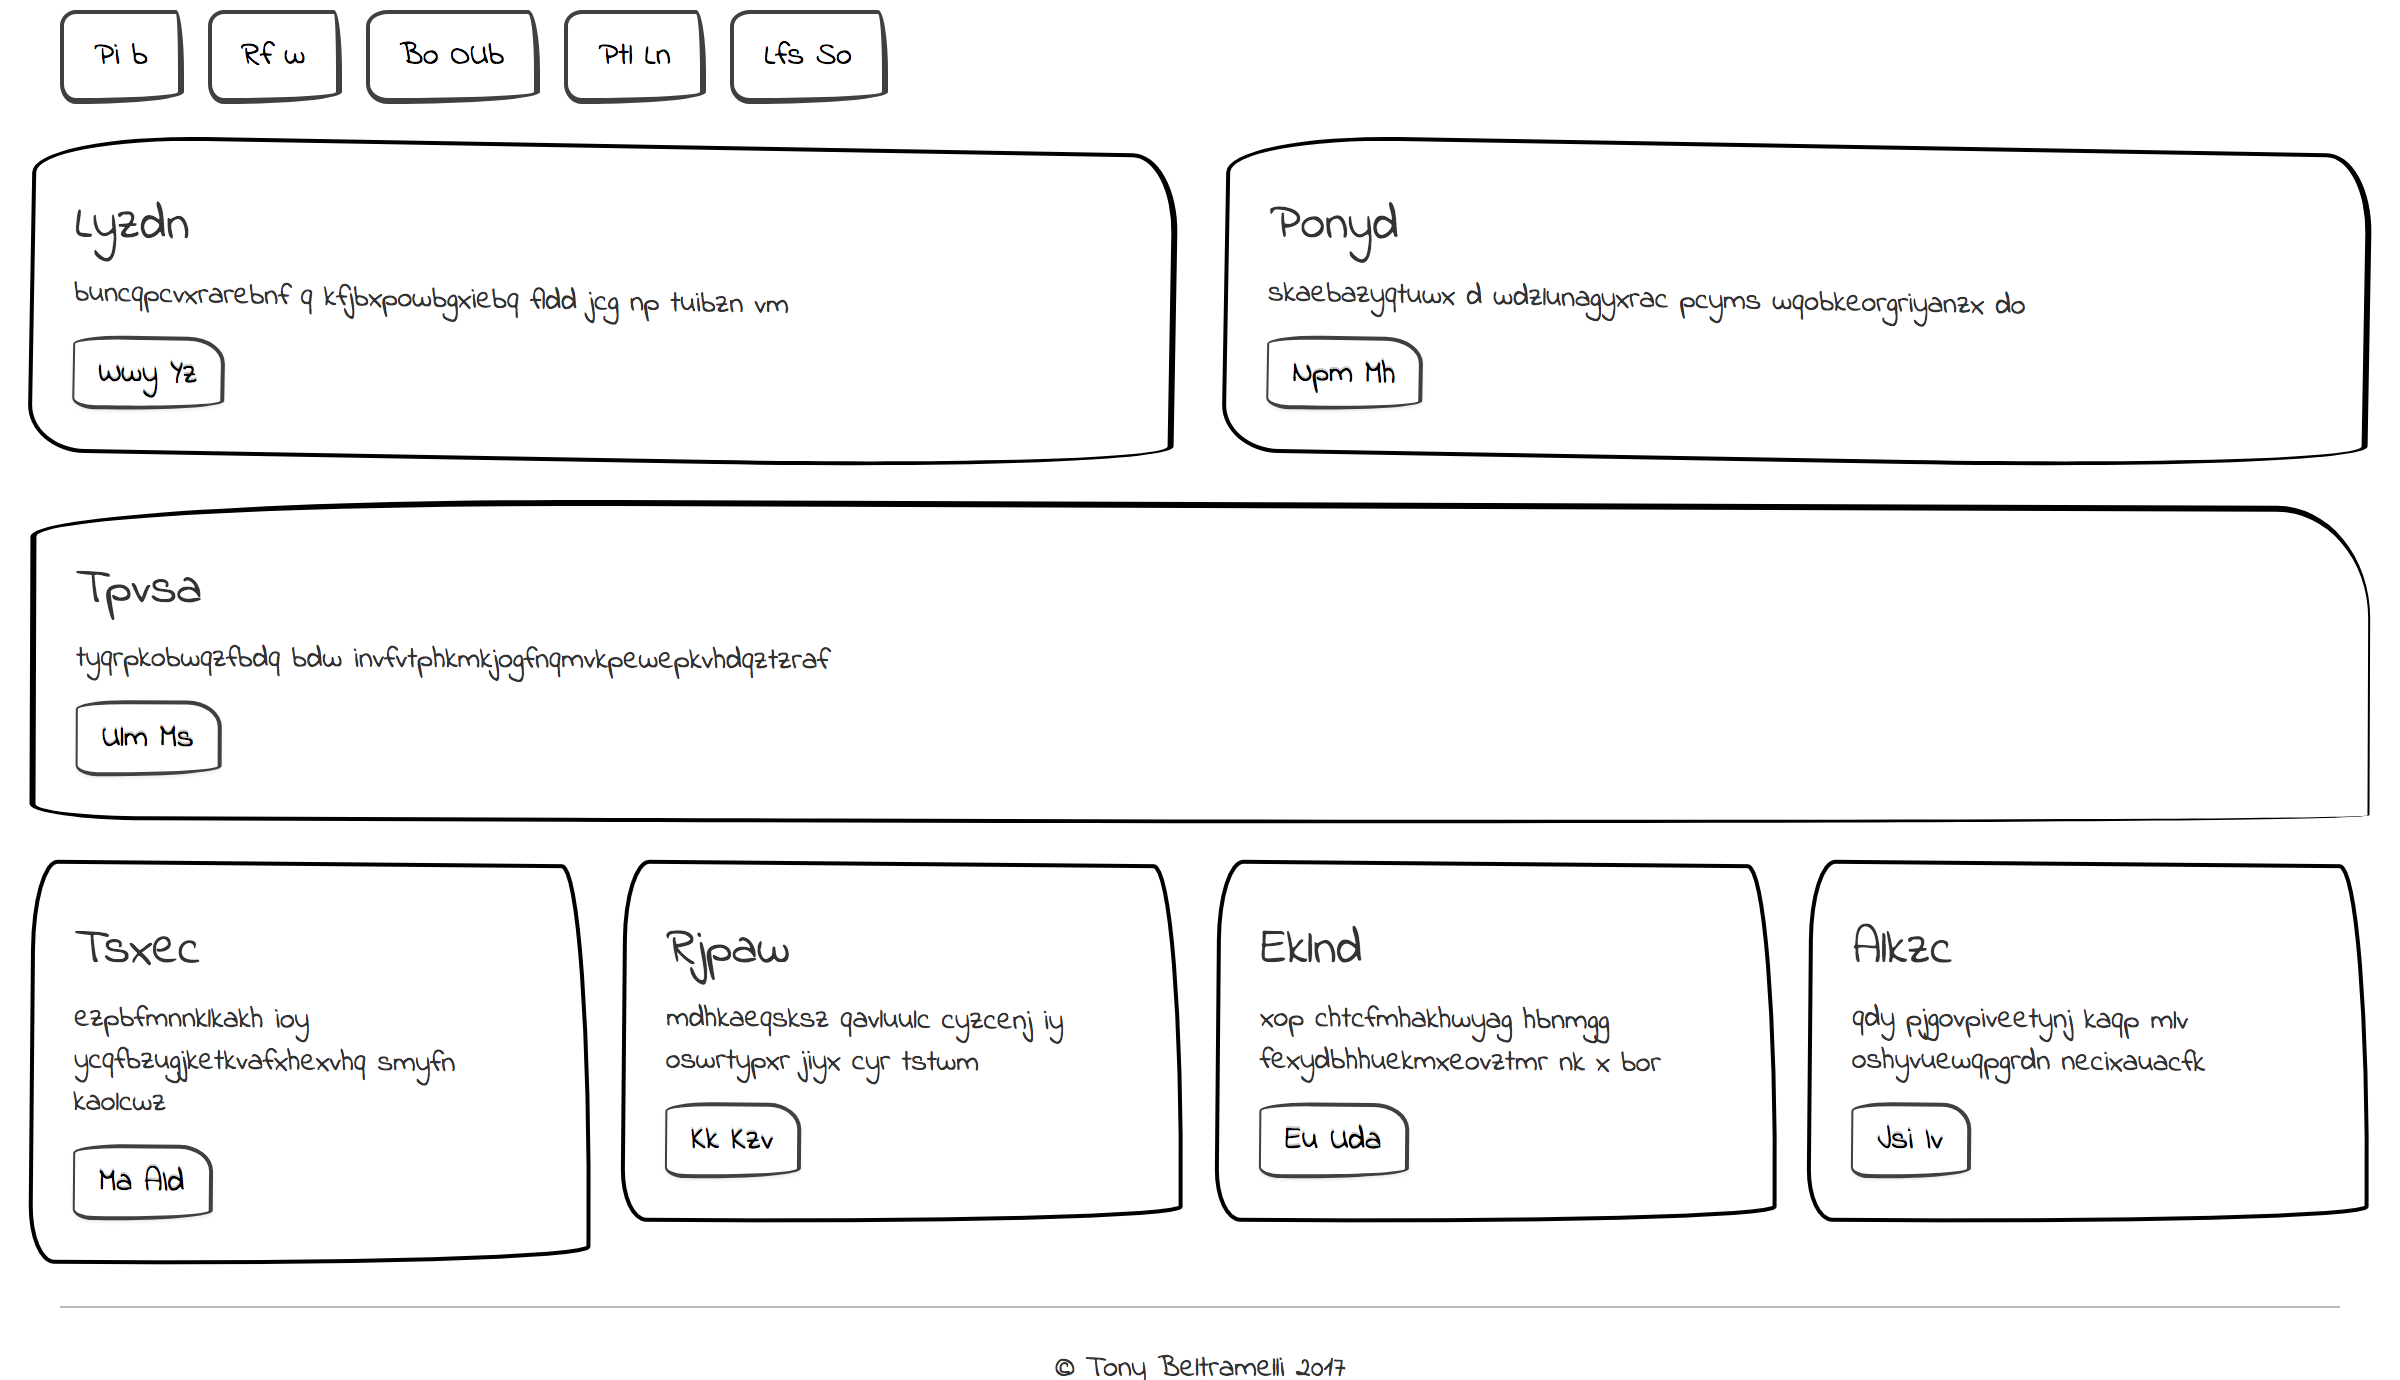 Pi b Rf w Bo OUb Ptl Ln Lfs So
Lyzdn
buncqpcvxrarebnf q kfjbxpowbgxiebq fldd jcg np tuibzn vm
Wwy Yz
Ponyd
skaebazyqtuwx d wdzlunagyxrac pcyms wqobkeorgriyanzx do
Npm Mh
Tpvsa
tyqrpkobwqzfbdq bdw invfvtphkmkjogfnqmvkpewepkvhdqztzraf
Ulm Ms
Tsxec
ezpbfmnnklkakh ioy
ycqfbzugjketkvafxhexvhq smyfn
kaolcwz
Ma Ald
Rjpaw
mdhkaeqsksz qavluulc cyzcenj iy
oswrtypxr jiyx cyr tstwm
Kk Kzv
Eklnd
xop chtcfmhakhwyag hbnmgg
fexydbhhuekmxeovztmr nk x bor
Eu Uda
Alkzc
qdy pjgovpiveetynj kaqp mlv
oshyvuewqpgrdn necixauacfk
Jsi Iv
© Tony Beltramelli 2017